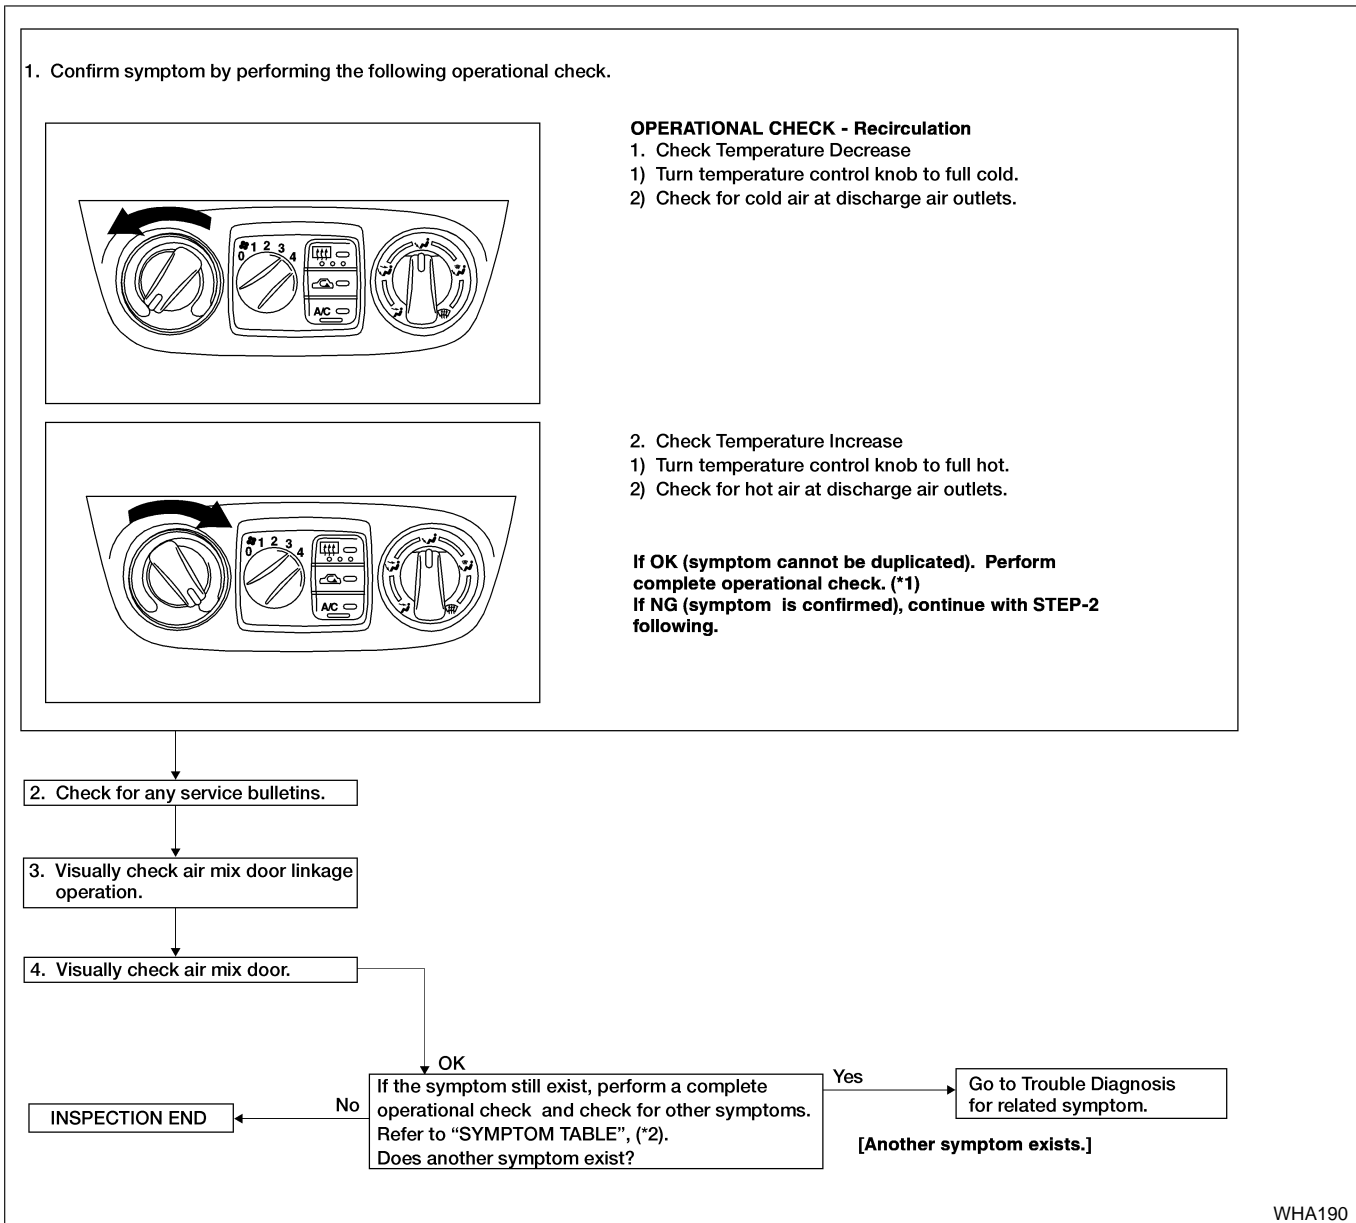 1. Confirm symptom by performing the following operational check.
OPERATIONAL CHECK - Recirculation
1. Check Temperature Decrease
1) Turn temperature control knob to full cold.
2) Check for cold air at discharge air outlets.
0 1 2 3 4
A/C
2. Check Temperature Increase
1) Turn temperature control knob to full hot.
2) Check for hot air at discharge air outlets.
0 1 2 3 4
A/C
If OK (symptom cannot be duplicated). Perform
complete operational check. (*1)
If NG (symptom is confirmed), continue with STEP-2
following.
2. Check for any service bulletins.
3. Visually check air mix door linkage
operation.
4. Visually check air mix door.
OK
If the symptom still exist, perform a complete
operational check and check for other symptoms.
Refer to “SYMPTOM TABLE”, (*2).
Does another symptom exist?
No
INSPECTION END
Yes
Go to Trouble Diagnosis
for related symptom.
[Another symptom exists.]
WHA190